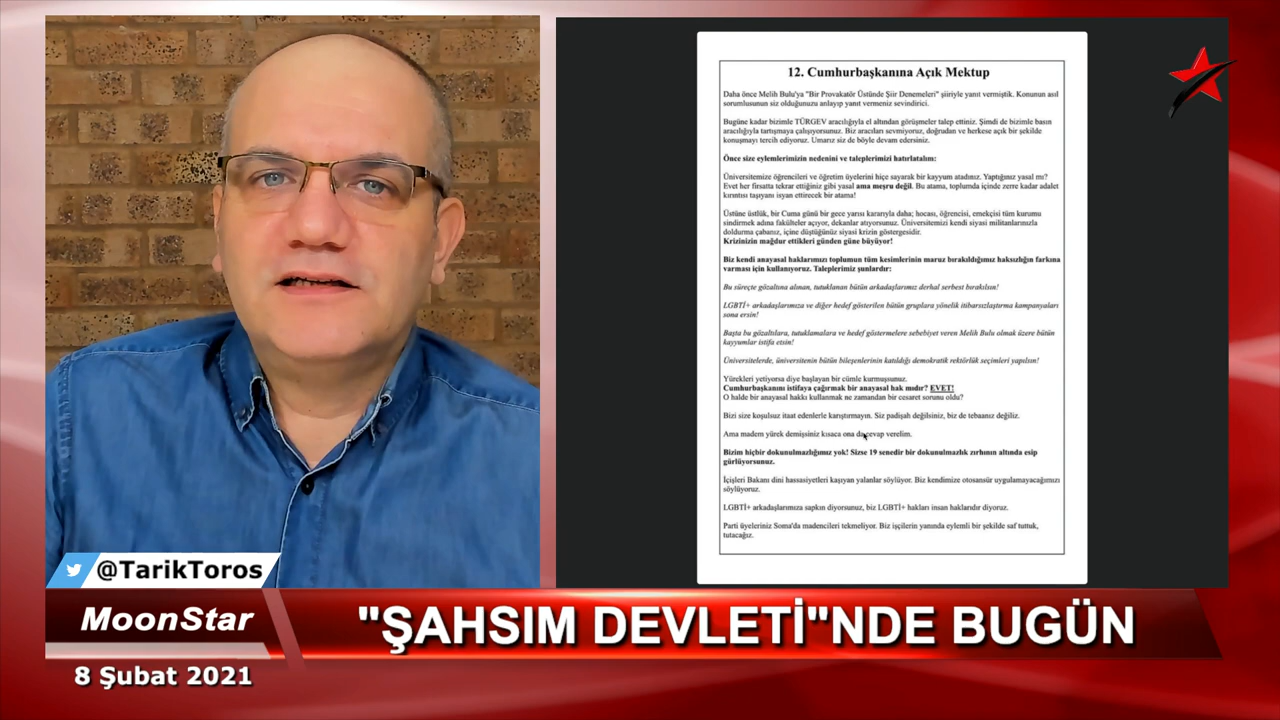 12. Cumhurbaşkanına Açık Mektup
Daha önce Melih Bulu'ya "Bir Provakatör Üstünde Şiir Denemeleri" şiiriyle yanıt vermiştik. Konunun asıl
sorumlusunun siz olduğunuzu anlayıp yanıt vermeniz sevindirici.
Bugüne kadar bizimle TÜRGEV aracılığıyla el altından görüşmeler talep ettiniz. Şimdi de bizimle basın
aracılığıyla tartışmaya çalışıyorsunuz. Biz aracıları sevmiyoruz, doğrudan ve herkese açık bir şekilde
konuşmayı tercih ediyoruz. Umarız siz de böyle devam edersiniz.
Önce size eylemlerimizin nedenini ve taleplerimizi hatırlatalım:
Üniversitemize öğrencileri ve öğretim üyelerini hiçe sayarak bir kayyum atadınız. Yaptığınız yasal mı?
Evet her fırsatta tekrar ettiğiniz gibi yasal ama meşru değil. Bu atama, toplumda içinde zerre kadar adalet
kırıntısı taşıyanı isyan ettirecek bir atama!
Üstüne üstlük, bir Cuma günü bir gece yarısı kararıyla daha; hocası, öğrencisi, emekçisi tüm kurumu
sindirmek adına fakülteler açıyor, dekanlar atıyorsunuz. Üniversitemizi kendi siyasi militanlarınızla
doldurma çabanız, içine düştüğünüz siyasi krizin göstergesidir.
Krizinizin mağdur ettikleri günden güne büyüyor!
Biz kendi anayasal haklarımızı toplumun tüm kesimlerinin maruz bırakıldığımız haksızlığın farkına
varması için kullanıyoruz. Taleplerimiz şunlardır:
Bu süreçte gözaltına alınan, tutuklanan bütün arkadaşlarımız derhal serbest bırakılsın!
LGBTİ+ arkadaşlarımıza ve diğer hedef gösterilen bütün gruplara yönelik itibarsızlaştırma kampanyaları
sona ersin!
Başta bu gözaltılara, tutuklamalara ve hedef göstermelere sebebiyet veren Melih Bulu olmak üzere bütün
kayyumlar istifa etsin!
Üniversitelerde, üniversitenin bütün bileşenlerinin katıldığı demokratik rektörlük seçimleri yapılsın!
Yürekleri yetiyorsa diye başlayan bir cümle kurmuşsunuz.
Cumhurbaşkanını istifaya çağırmak bir anayasal hak mıdır? EVET!
O halde bir anayasal hakkı kullanmak ne zamandan bir cesaret sorunu oldu?
Bizi size koşulsuz itaat edenlerle karıştırmayın. Siz padişah değilsiniz, biz de tebaanız değiliz.
Ama madem yürek demişsiniz kısaca ona da cevap verelim.
Bizim hiçbir dokunulmazlığımız yok! Sizse 19 senedir bir dokunulmazlık zırhının altında esip
gürlüyorsunuz.
İçişleri Bakanı dini hassasiyetleri kaşıyan yalanlar söylüyor. Biz kendimize otosansür uygulamayacağımızı
söylüyoruz.
LGBTİ+ arkadaşlarımıza sapkın diyorsunuz, biz LGBTİ+ hakları insan haklarıdır diyoruz.
Parti üyeleriniz Soma'da madencileri tekmeliyor. Biz işçilerin yanında eylemli bir şekilde saf tuttuk,
tutacağız.
@TarikToros
MoonStar
"ŞAHSIM DEVLETİ"NDE BUGÜN
8 Şubat 2021